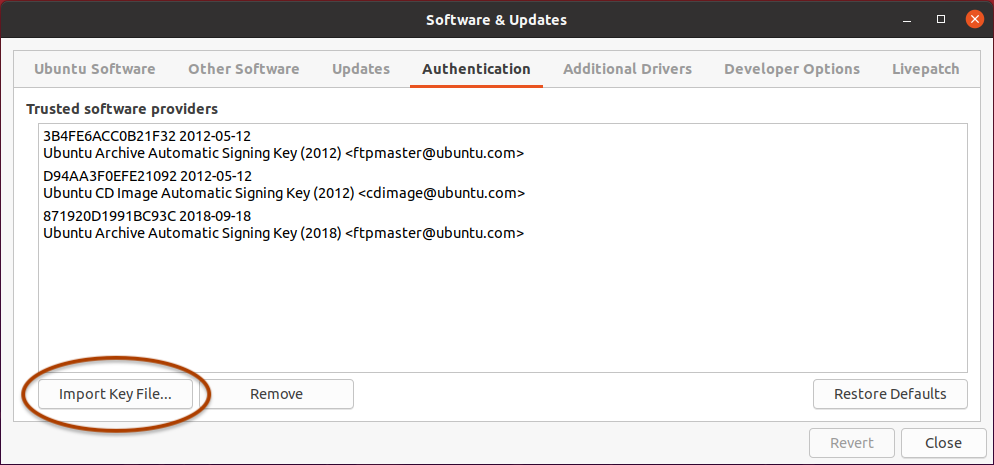 Software & Updates
Ubuntu Software Other Software Updates Authentication Additional Drivers Developer Options Livepatch
Trusted software providers
3B4FE6ACC0B21F32 2012-05-12
Ubuntu Archive Automatic Signing Key (2012) <ftpmaster@ubuntu.com>
D94AA3F0EFE21092 2012-05-12
Ubuntu CD Image Automatic Signing Key (2012) <cdimage@ubuntu.com>
871920D1991BC93C 2018-09-18
Ubuntu Archive Automatic Signing Key (2018) <ftpmaster@ubuntu.com>
Import Key File... Remove Restore Defaults
Revert Close